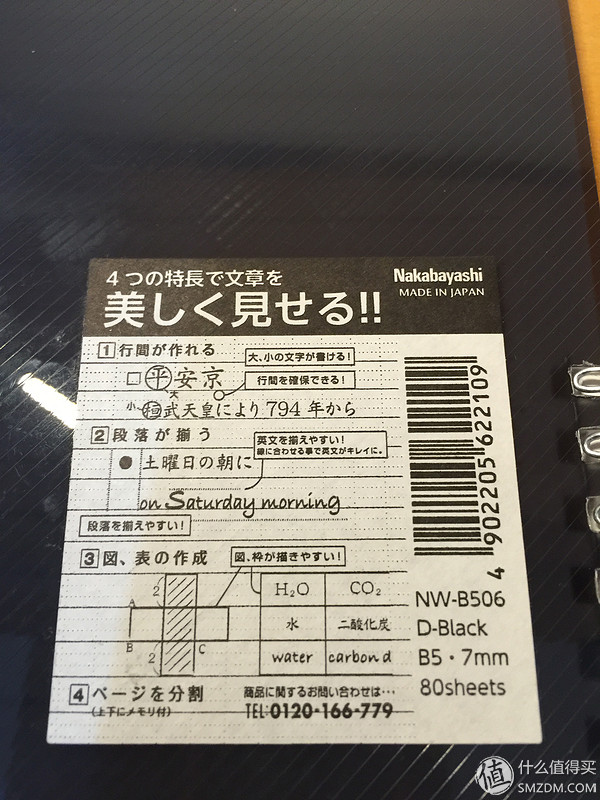 4つの特長で文章を
美しく見せる!!
Nakabayashi
MADE IN JAPAN
1 行間が作れる
大、小の文字が書ける!
平安京
大
行間を確保できる!
小 桓武天皇により794年から
2 段落が揃う
英文を揃えやすい!
線に合わせる事で英文がキレイに。
土曜日の朝に
on Saturday morning
段落を揃えやすい!
3 図、表の作成
図、枠が描きやすい!
2
A
B
C
2
H₂O CO₂
水 二酸化炭
water carbon d
4 ページを分割
(上下にメモリ付)
商品に関するお問い合わせは…
TEL:0120-166-779
4 902205 622109
NW-B506
D-Black
B5・7mm
80sheets
值 什么值得买
SMZDM.COM